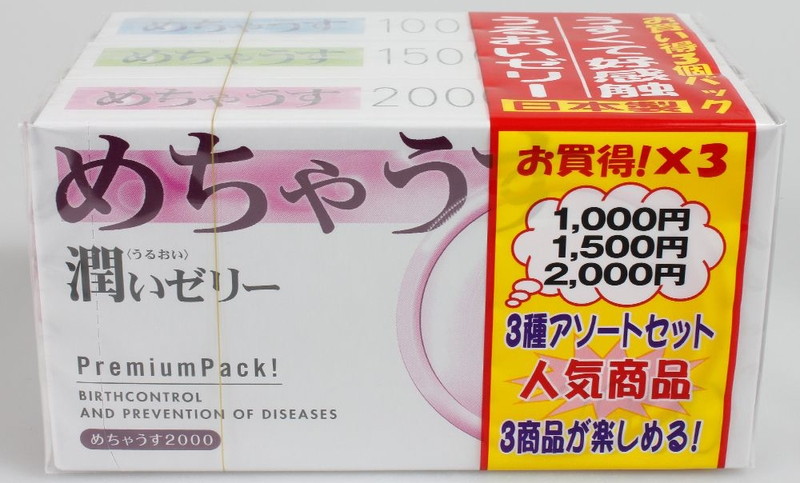 めちゃうす 100
めちゃうす 150
めちゃうす 200
お買い得3個パック
うすくて好感触
うるおいゼリー
日本製
めちゃうす
潤いゼリー
〈うるおい〉
PremiumPack!
BIRTHCONTROL
AND PREVENTION OF DISEASES
めちゃうす2000
お買得!×3
1,000円
1,500円
2,000円
3種アソートセット
人気商品
3商品が楽しめる!